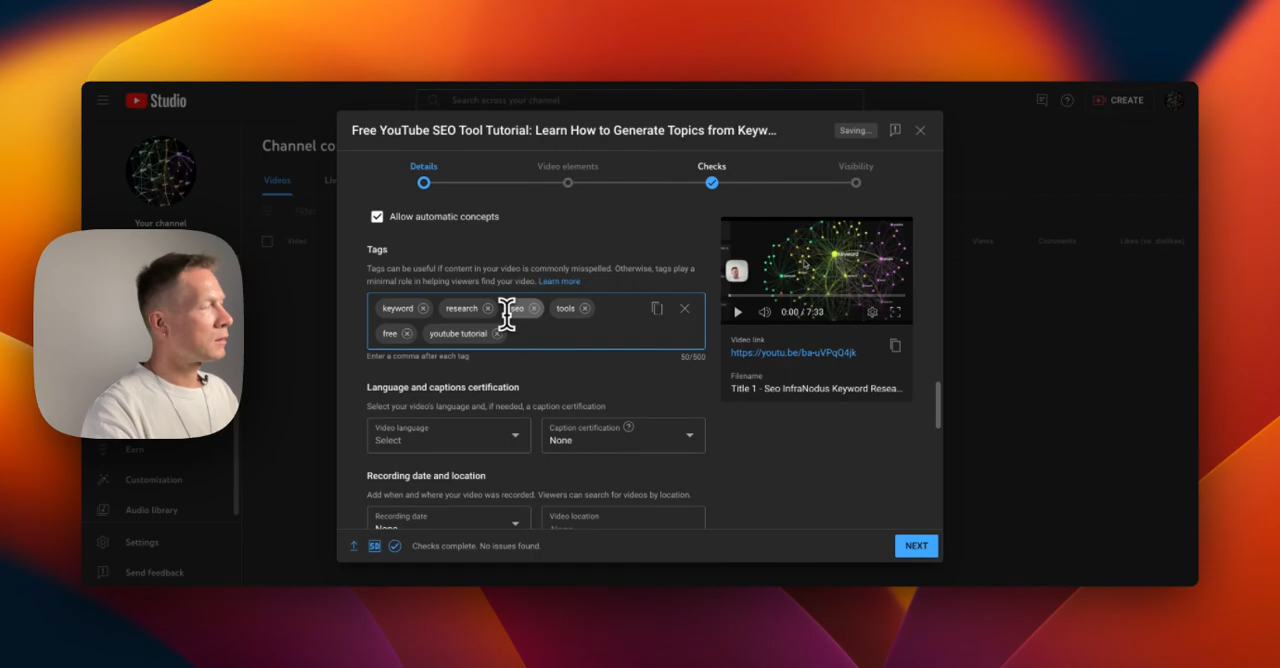 Studio
Search across your channel
CREATE
Free YouTube SEO Tool Tutorial: Learn How to Generate Topics from Keyw...
Saving...
Channel co
Details
Video elements
Checks
Visibility
Videos
Li
Filter
Your channel
Video
Views
Comments
Likes (vs. dislikes)
Allow automatic concepts
Tags
Tags can be useful if content in your video is commonly misspelled. Otherwise, tags play a
minimal role in helping viewers find your video. Learn more
keyword
research
seo
tools
free
youtube tutorial
Enter a comma after each tag
50/500
keyword
0:00 / 7:33
Video link
https://youtu.be/ba-uVPqQ4jk
Filename
Title 1 - Seo InfraNodus Keyword Resea...
Language and captions certification
Select your video's language and, if needed, a caption certification
Video language
Select
Caption certification
None
Recording date and location
Add when and where your video was recorded. Viewers can search for videos by location.
Recording date
None
Video location
None
Earn
Customization
Audio library
Settings
Send feedback
SD
Checks complete. No issues found.
NEXT